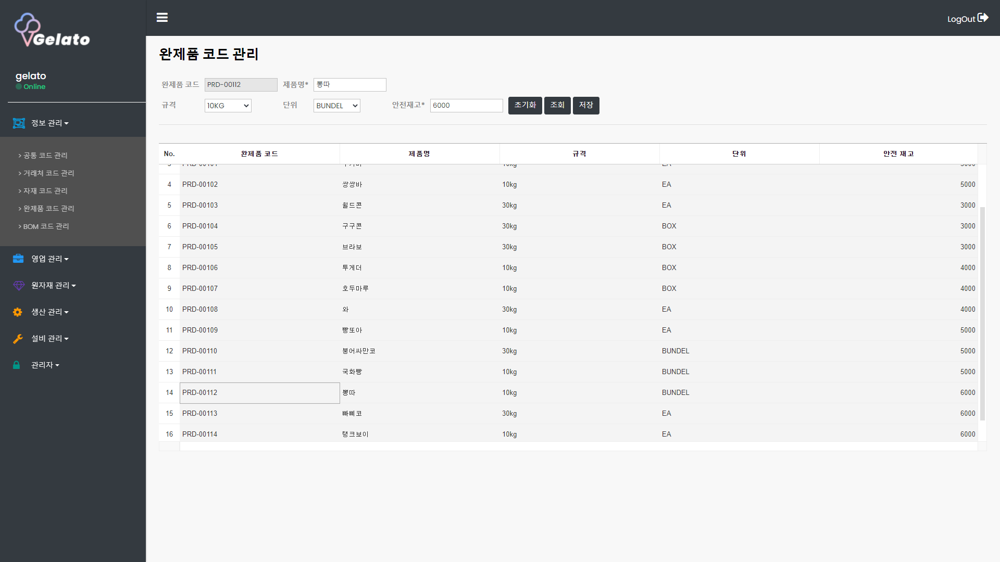 Gelato
LogOut
gelato
Online
정보 관리
> 공통 코드 관리
> 거래처 코드 관리
> 자재 코드 관리
> 완제품 코드 관리
> BOM 코드 관리
영업 관리
원자재 관리
생산 관리
설비 관리
관리자
완제품 코드 관리
완제품 코드 PRD-00112 제품명* 뽕따
규격 10KG 단위 BUNDEL 안전재고* 6000 초기화 조회 저장
No. 완제품 코드 제품명 규격 단위 안전 재고
4 PRD-00102 쌍쌍바 10kg EA 5000
5 PRD-00103 월드콘 30kg EA 3000
6 PRD-00104 구구콘 30kg BOX 3000
7 PRD-00105 브라보 30kg BOX 3000
8 PRD-00106 투게더 10kg BOX 4000
9 PRD-00107 호두마루 10kg BOX 4000
10 PRD-00108 와 30kg EA 4000
11 PRD-00109 빵또아 10kg EA 5000
12 PRD-00110 붕어싸만코 30kg BUNDEL 5000
13 PRD-00111 국화빵 10kg BUNDEL 5000
14 PRD-00112 뽕따 10kg BUNDEL 6000
15 PRD-00113 빠삐코 30kg EA 6000
16 PRD-00114 탱크보이 10kg EA 6000